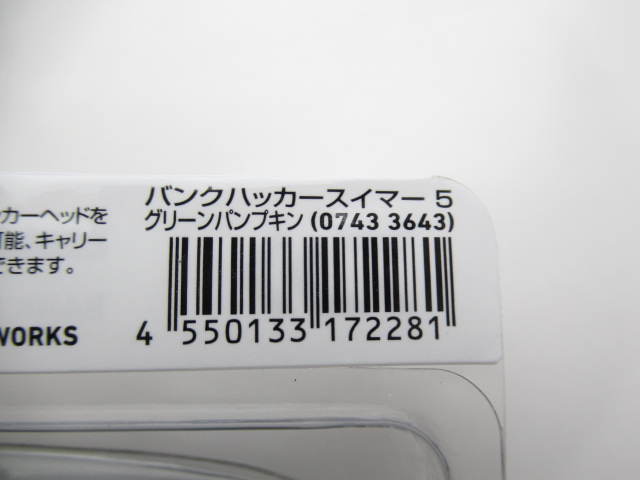 バンクハッカースイマー 5
グリーンパンプキン (0743 3643)
カーヘッドを
可能、キャリー
できます。
WORKS
4 550133 172281